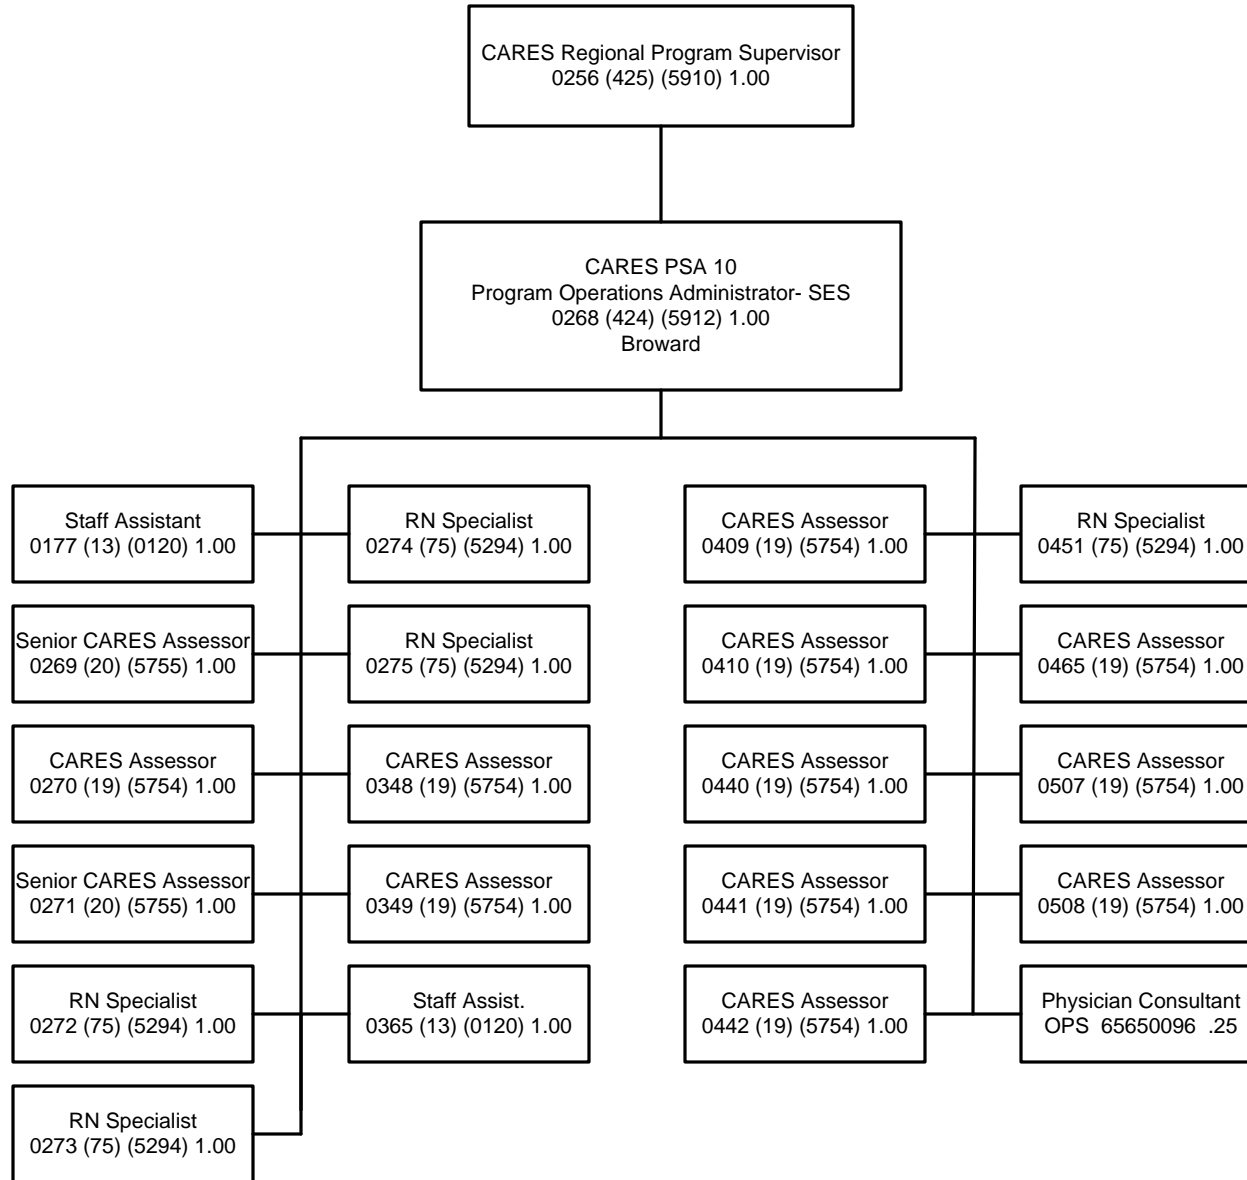 CARES Regional Program Supervisor
0256 (425) (5910) 1.00
CARES PSA 10
Program Operations Administrator- SES
0268 (424) (5912) 1.00
Broward
Staff Assistant
0177 (13) (0120) 1.00
RN Specialist
0274 (75) (5294) 1.00
CARES Assessor
0409 (19) (5754) 1.00
RN Specialist
0451 (75) (5294) 1.00
Senior CARES Assessor
0269 (20) (5755) 1.00
RN Specialist
0275 (75) (5294) 1.00
CARES Assessor
0410 (19) (5754) 1.00
CARES Assessor
0465 (19) (5754) 1.00
CARES Assessor
0270 (19) (5754) 1.00
CARES Assessor
0348 (19) (5754) 1.00
CARES Assessor
0440 (19) (5754) 1.00
CARES Assessor
0507 (19) (5754) 1.00
Senior CARES Assessor
0271 (20) (5755) 1.00
CARES Assessor
0349 (19) (5754) 1.00
CARES Assessor
0441 (19) (5754) 1.00
CARES Assessor
0508 (19) (5754) 1.00
RN Specialist
0272 (75) (5294) 1.00
Staff Assist.
0365 (13) (0120) 1.00
CARES Assessor
0442 (19) (5754) 1.00
Physician Consultant
OPS 65650096 .25
RN Specialist
0273 (75) (5294) 1.00